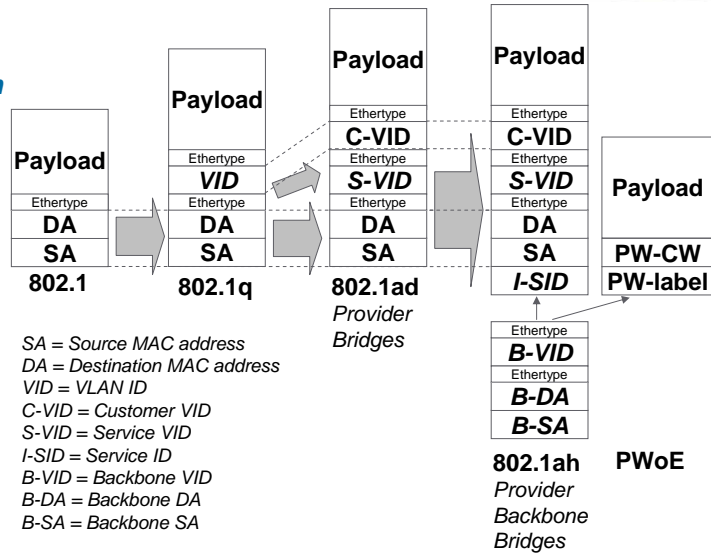 Payload
Ethertype
DA
SA
802.1
Payload
Ethertype
VID
Ethertype
DA
SA
802.1q
Payload
Ethertype
C-VID
Ethertype
S-VID
Ethertype
DA
SA
802.1ad
Provider
Bridges
Payload
Ethertype
C-VID
Ethertype
S-VID
Ethertype
DA
SA
I-SID
Ethertype
B-VID
Ethertype
B-DA
B-SA
802.1ah
Provider
Backbone
Bridges
Payload
PW-CW
PW-label
PWoE
SA = Source MAC address
DA = Destination MAC address
VID = VLAN ID
C-VID = Customer VID
S-VID = Service VID
I-SID = Service ID
B-VID = Backbone VID
B-DA = Backbone DA
B-SA = Backbone SA